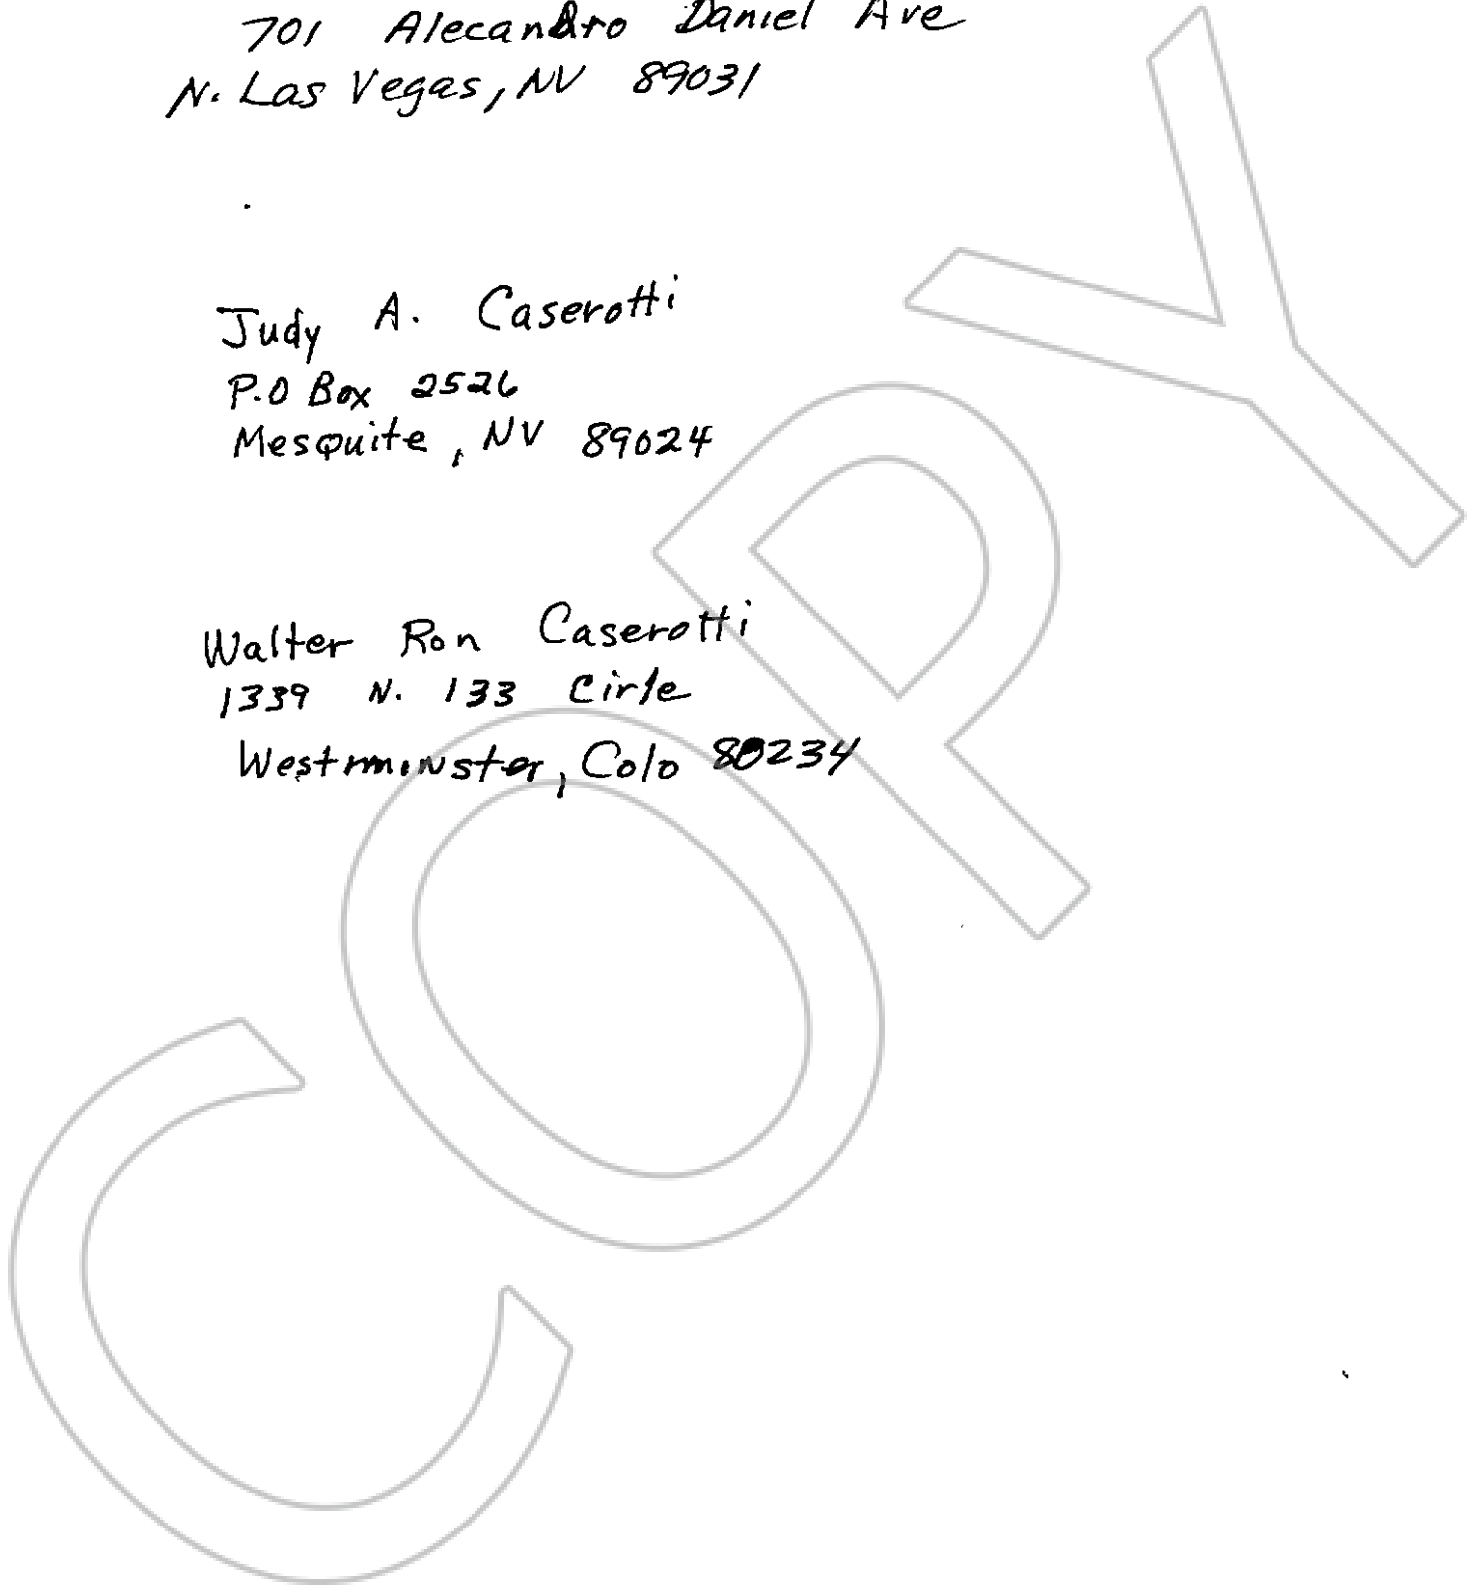 701 Alecandro Daniel Ave
N. Las Vegas, NV 89031
Judy A. Caserotti
P.O Box 2526
Mesquite, NV 89024
Walter Ron Caserotti
1339 N. 133 Cirle
Westminster, Colo 80234
COPY